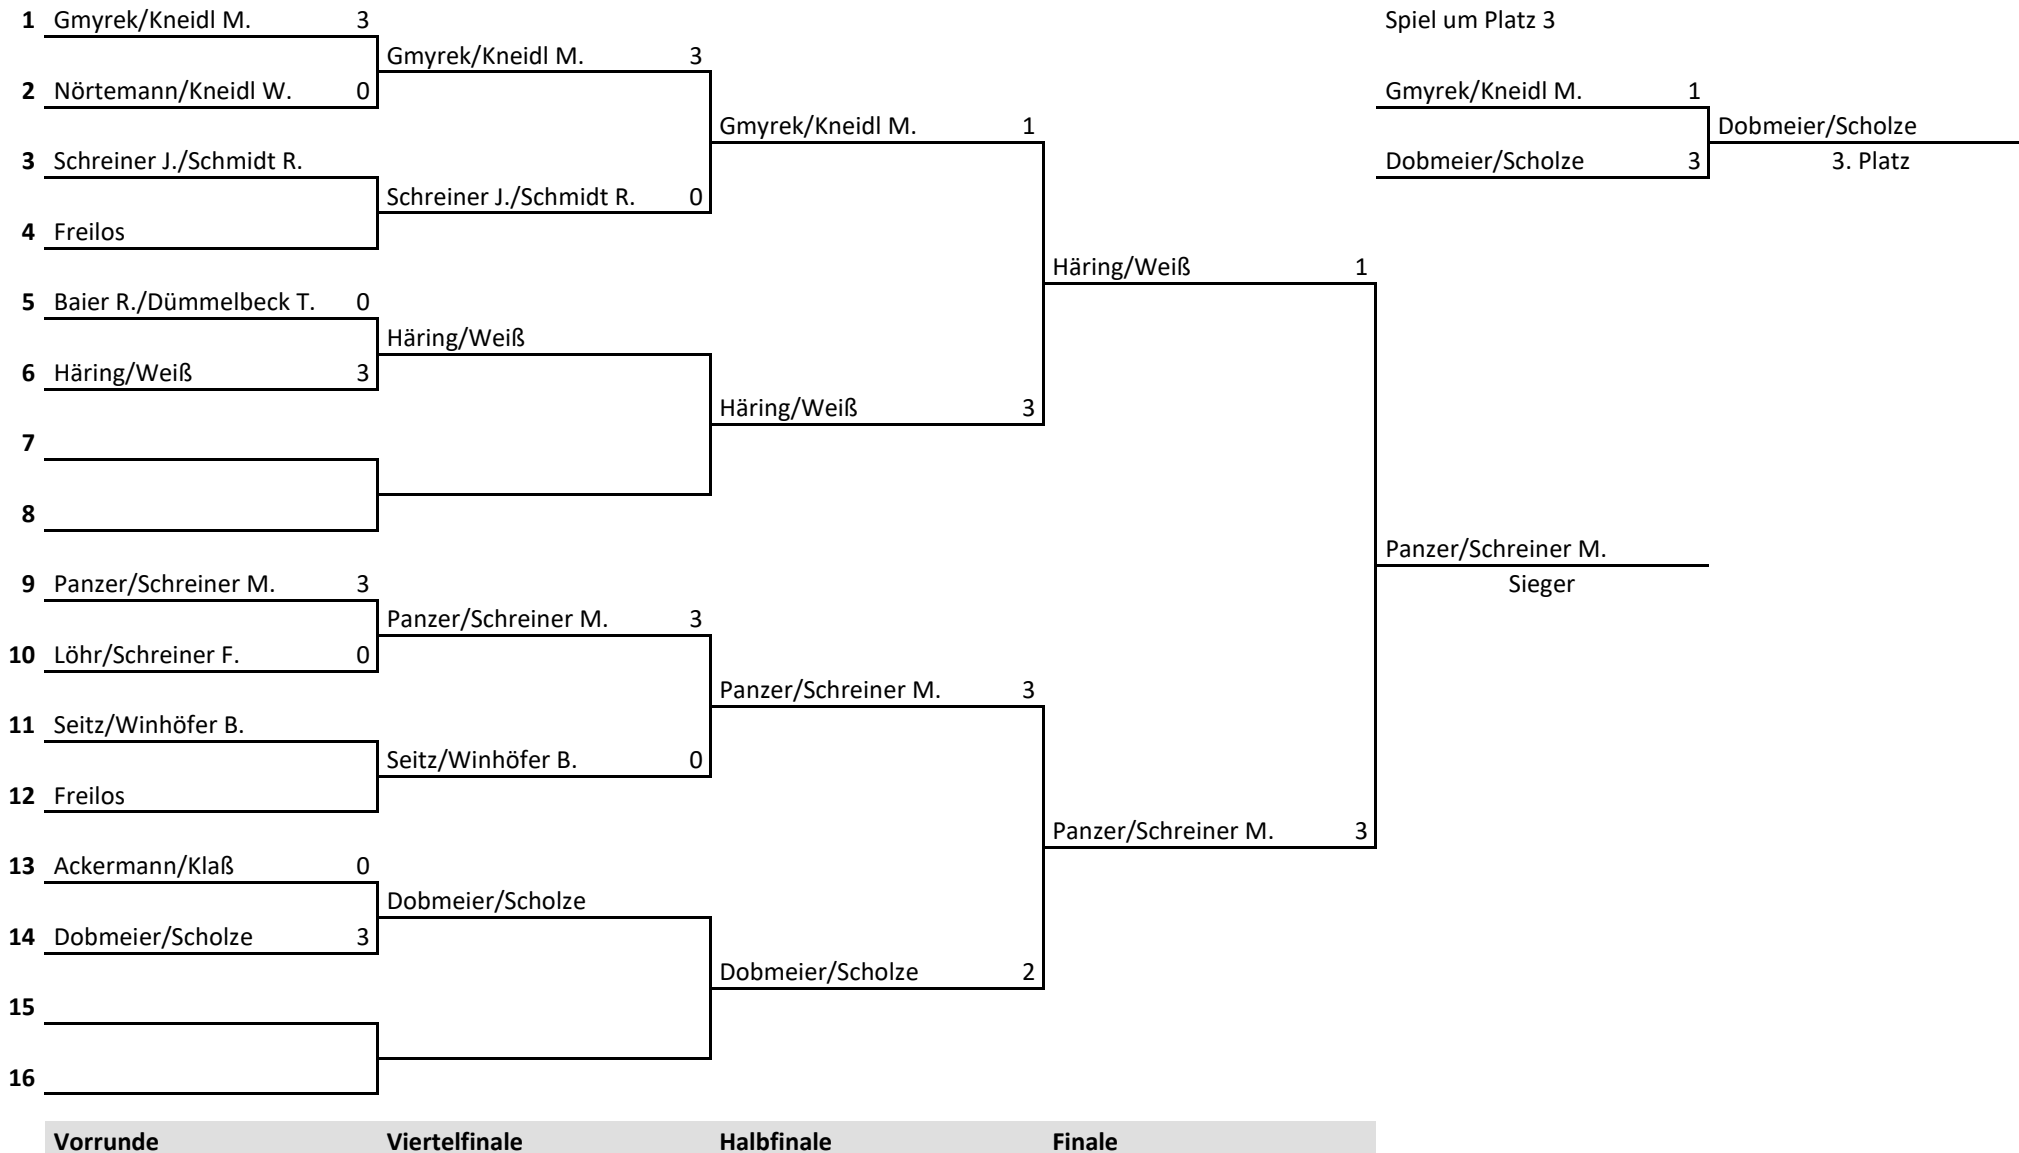 1 Gmyrek/Kneidl M. 3
Spiel um Platz 3
Gmyrek/Kneidl M. 3
2 Nörtemann/Kneidl W. 0
Gmyrek/Kneidl M. 1
Gmyrek/Kneidl M. 1
Dobmeier/Scholze
3 Schreiner J./Schmidt R.
Dobmeier/Scholze 3
3. Platz
Schreiner J./Schmidt R. 0
4 Freilos
Häring/Weiß 1
5 Baier R./Dümmelbeck T. 0
Häring/Weiß
6 Häring/Weiß 3
Häring/Weiß 3
7
8
Panzer/Schreiner M.
9 Panzer/Schreiner M. 3
Sieger
Panzer/Schreiner M. 3
10 Löhr/Schreiner F. 0
Panzer/Schreiner M. 3
11 Seitz/Winhöfer B.
Seitz/Winhöfer B. 0
12 Freilos
Panzer/Schreiner M. 3
13 Ackermann/Klaß 0
Dobmeier/Scholze
14 Dobmeier/Scholze 3
Dobmeier/Scholze 2
15
16
Vorrunde Viertelfinale Halbfinale Finale